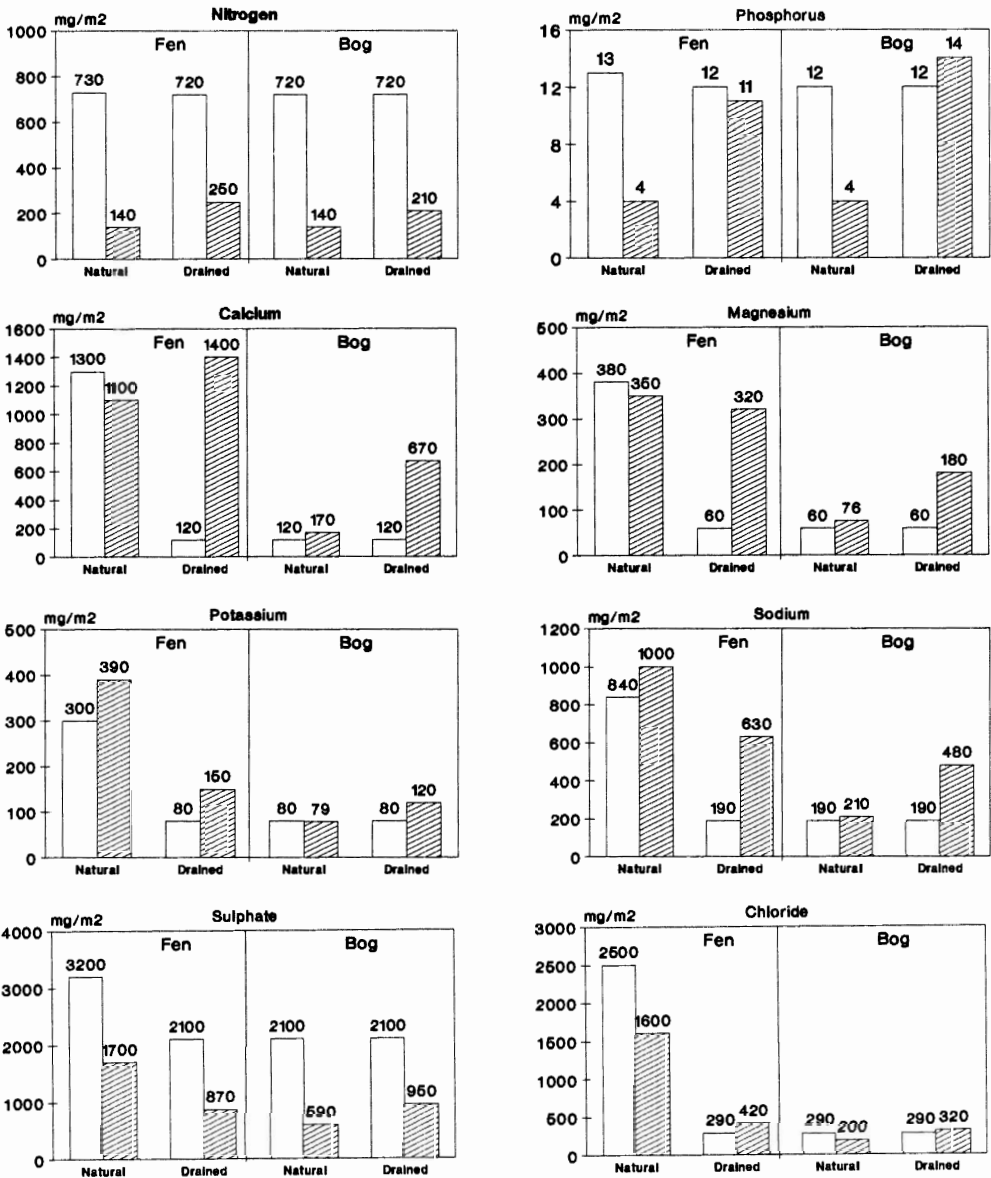 Nitrogen
mg/m2
1000
800
600
400
200
0
Fen
Bog
730
140
720
250
720
140
720
210
Natural Drained Natural Drained
Phosphorus
mg/m2
16
12
8
4
0
Fen
Bog
13
4
12
11
12
4
12
14
Natural Drained Natural Drained
Calcium
mg/m2
1600
1400
1200
1000
800
600
400
200
0
Fen
Bog
1300
1100
120
1400
120
170
120
670
Natural Drained Natural Drained
Magnesium
mg/m2
500
400
300
200
100
0
Fen
Bog
380
350
60
320
60
76
60
180
Natural Drained Natural Drained
Potassium
mg/m2
500
400
300
200
100
0
Fen
Bog
300
390
80
150
80
79
80
120
Natural Drained Natural Drained
Sodium
mg/m2
1200
1000
800
600
400
200
0
Fen
Bog
840
1000
190
630
190
210
190
480
Natural Drained Natural Drained
Sulphate
mg/m2
4000
3000
2000
1000
0
Fen
Bog
3200
1700
2100
870
2100
590
2100
950
Natural Drained Natural Drained
Chloride
mg/m2
3000
2500
2000
1500
1000
500
0
Fen
Bog
2500
1600
290
420
290
200
290
320
Natural Drained Natural Drained